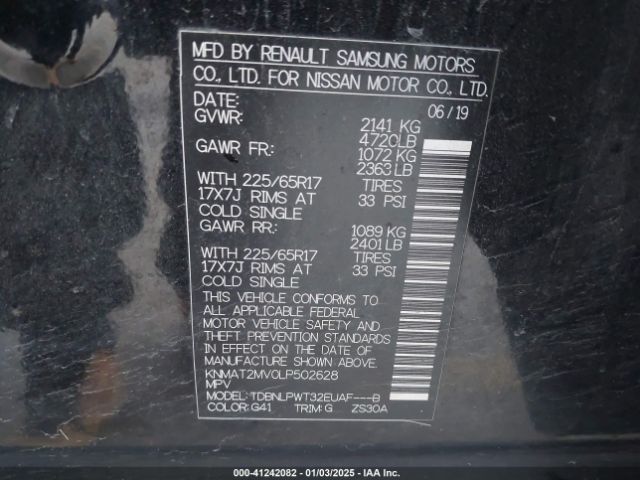 MFD BY RENAULT SAMSUNG MOTORS
CO., LTD. FOR NISSAN MOTOR CO., LTD.
DATE: 06/19
GVWR: 2141 KG
4720LB
GAWR FR: 1072 KG
2363LB
WITH 225/65R17 TIRES
17X7J RIMS AT 33 PSI
COLD SINGLE
GAWR RR: 1089 KG
2401LB
WITH 225/65R17 TIRES
17X7J RIMS AT 33 PSI
COLD SINGLE
THIS VEHICLE CONFORMS TO
ALL APPLICABLE FEDERAL
MOTOR VEHICLE SAFETY AND
THEFT PREVENTION STANDARDS
IN EFFECT ON THE DATE OF
MANUFACTURE SHOWN ABOVE.
KNMAT2MV0LP502628
MPV
MODEL: TDBNLPWT32EUAF---B
COLOR: G41 TRIM: G ZS30A
000-41242082 - 01/03/2025 - IAA Inc.